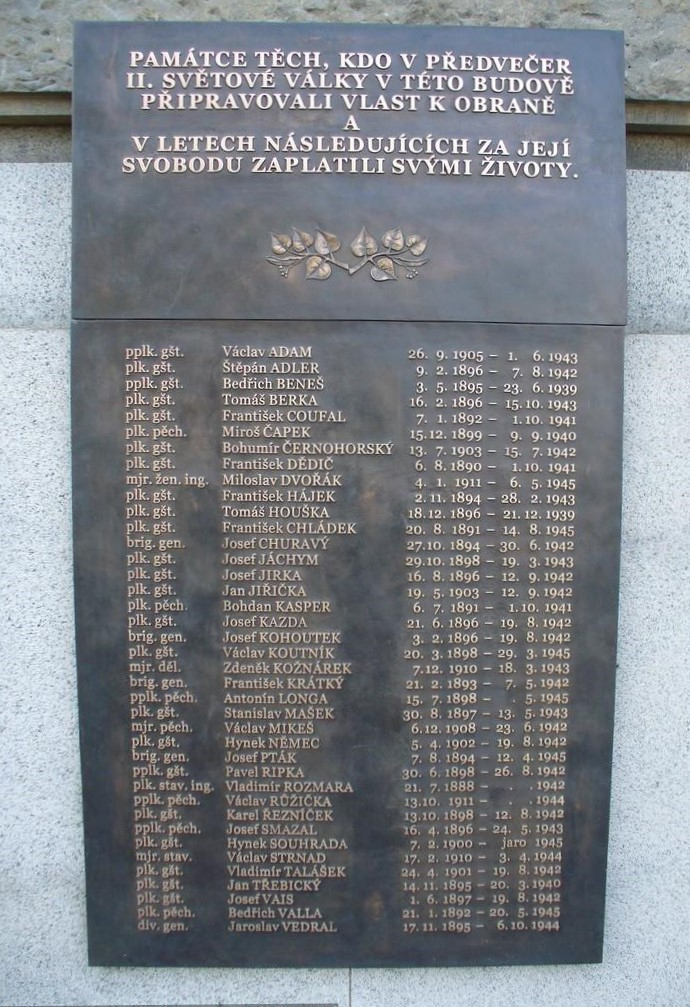 PAMÁTCE TĚCH, KDO V PŘEDVEČER
II. SVĚTOVÉ VÁLKY V TÉTO BUDOVĚ
PŘIPRAVOVALI VLAST K OBRANĚ
A
V LETECH NÁSLEDUJÍCÍCH ZA JEJÍ
SVOBODU ZAPLATILI SVÝMI ŽIVOTY.
pplk. gšt. Václav ADAM 26. 9. 1905 – 1. 6. 1943
plk. gšt. Štěpán ADLER 9. 2. 1896 – 7. 8. 1942
pplk. gšt. Bedřich BENEŠ 3. 5. 1895 – 23. 6. 1939
plk. gšt. Tomáš BERKA 16. 2. 1896 – 15. 10. 1943
plk. gšt. František COUFAL 7. 1. 1892 – 1. 10. 1941
plk. pěch. Miroš ČAPEK 15. 12. 1899 – 9. 9. 1940
plk. gšt. Bohumír ČERNOHORSKÝ 13. 7. 1903 – 15. 7. 1942
plk. gšt. František DĚDIČ 6. 8. 1890 – 1. 10. 1941
mjr. žen. ing. Miloslav DVOŘÁK 4. 1. 1911 – 6. 5. 1945
plk. gšt. František HÁJEK 2. 11. 1894 – 28. 2. 1943
plk. gšt. Tomáš HOUŠKA 18. 12. 1896 – 21. 12. 1939
plk. gšt. František CHLÁDEK 20. 8. 1891 – 14. 8. 1945
brig. gen. Josef CHURAVÝ 27. 10. 1894 – 30. 6. 1942
plk. gšt. Josef JÁCHYM 29. 10. 1898 – 19. 3. 1943
plk. gšt. Josef JIRKA 16. 8. 1896 – 12. 9. 1942
plk. gšt. Jan JIŘIČKA 19. 5. 1903 – 12. 9. 1942
plk. pěch. Bohdan KASPER 6. 7. 1891 – 1. 10. 1941
plk. gšt. Josef KAZDA 21. 6. 1896 – 19. 8. 1942
brig. gen. Josef KOHOUTEK 3. 2. 1896 – 19. 8. 1942
plk. gšt. Václav KOUTNÍK 20. 3. 1898 – 29. 3. 1945
mjr. děl. Zdeněk KOŽNÁREK 7. 12. 1910 – 18. 3. 1943
brig. gen. František KRÁTKÝ 21. 2. 1893 – 7. 5. 1942
pplk. pěch. Antonín LONGA 15. 7. 1898 – . 5. 1945
plk. gšt. Stanislav MAŠEK 30. 8. 1897 – 13. 5. 1943
mjr. pěch. Václav MIKEŠ 6. 12. 1908 – 23. 6. 1942
plk. gšt. Hynek NĚMEC 5. 4. 1902 – 19. 8. 1942
brig. gen. Josef PTÁK 7. 8. 1894 – 12. 4. 1945
pplk. gšt. Pavel RIPKA 30. 6. 1898 – 26. 8. 1942
plk. stav. ing. Vladimír ROZMARA 21. 7. 1888 – . . 1942
pplk. pěch. Václav RŮŽIČKA 13. 10. 1911 – . . 1944
plk. gšt. Karel ŘEZNÍČEK 13. 10. 1898 – 12. 8. 1942
pplk. pěch. Josef SMAZAL 16. 4. 1896 – 24. 5. 1943
plk. gšt. Hynek SOUHRADA 7. 2. 1900 – jaro 1945
mjr. stav. Václav STRNAD 17. 2. 1910 – 3. 4. 1944
plk. gšt. Vladimír TALÁŠEK 24. 4. 1901 – 19. 8. 1942
plk. gšt. Jan TŘEBICKÝ 14. 11. 1895 – 20. 3. 1940
plk. gšt. Josef VAIS 1. 6. 1897 – 19. 8. 1942
plk. pěch. Bedřich VALLA 21. 1. 1892 – 20. 5. 1945
div. gen. Jaroslav VEDRAL 17. 11. 1895 – 6. 10. 1944